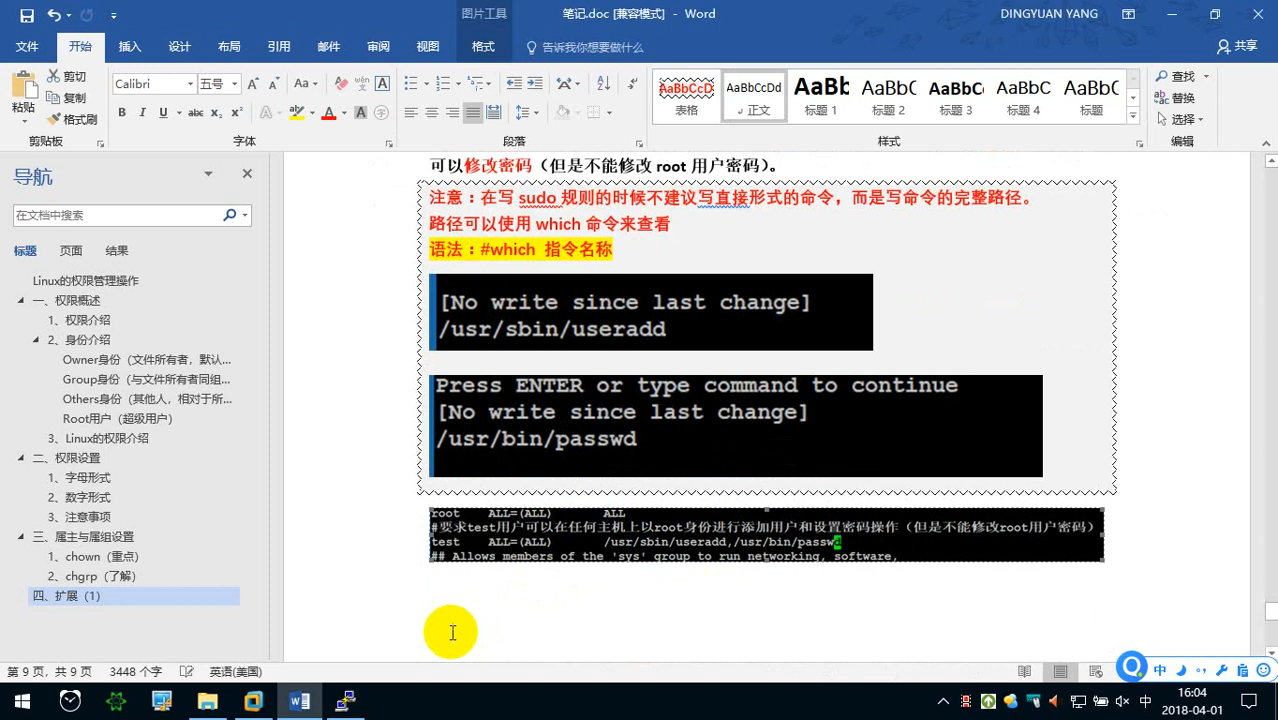 图片工具
笔记.doc [兼容模式] - Word
DINGYUAN YANG
文件
开始
插入
设计
布局
引用
邮件
审阅
视图
格式
告诉我你想要做什么
共享
粘贴
剪切
复制
格式刷
剪贴板
Calibri
五号
字体
段落
AaBbCcD
表格
AaBbCcDd
正文
AaBb
标题 1
AaBbC
标题 2
AaBbC
标题 3
AaBbC
标题 4
AaBbC
标题
样式
查找
替换
选择
编辑
导航
在文档中搜索
标题
页面
结果
Linux的权限管理操作
一、权限概述
1、权限介绍
2、身份介绍
Owner身份（文件所有者，默认...
Group身份（与文件所有者同组...
Others身份（其他人，相对于所...
Root用户（超级用户）
3、Linux的权限介绍
二、权限设置
1、字母形式
2、数字形式
3、注意事项
三、属主与属组设置
1、chown（重点）
2、chgrp（了解）
四、扩展（1）
可以修改密码（但是不能修改 root 用户密码）。
注意：在写 sudo 规则的时候不建议写直接形式的命令，而是写命令的完整路径。
路径可以使用 which 命令来查看
语法：#which 指令名称
[No write since last change]
/usr/sbin/useradd
Press ENTER or type command to continue
[No write since last change]
/usr/bin/passwd
root ALL=(ALL) ALL
#要求test用户可以在任何主机上以root身份进行添加用户和设置密码操作（但是不能修改root用户密码）
test ALL=(ALL) /usr/sbin/useradd,/usr/bin/passwd
## Allows members of the 'sys' group to run networking, software,
第 9 页，共 9 页
3448 个字
英语(美国)
中
中
16:04
2018-04-01